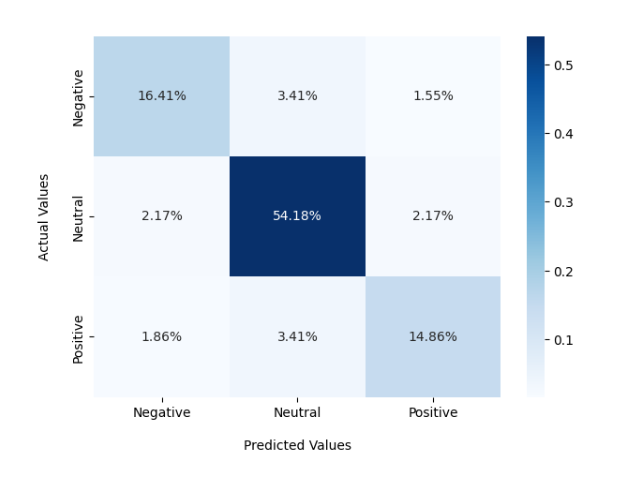 Actual Values
Negative
16.41%
3.41%
1.55%
Neutral
2.17%
54.18%
2.17%
Positive
1.86%
3.41%
14.86%
Negative
Neutral
Positive
Predicted Values
0.5
0.4
0.3
0.2
0.1